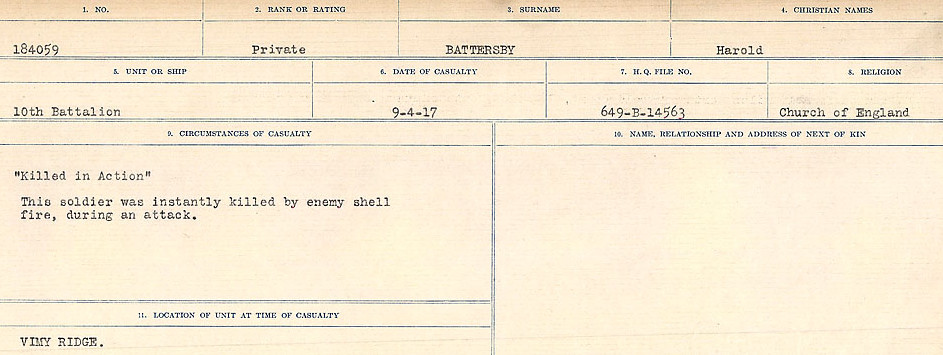 1. NO. 2. RANK OR RATING 3. SURNAME 4. CHRISTIAN NAMES
184059 Private BATTERSBY Harold
5. UNIT OR SHIP 6. DATE OF CASUALTY 7. H.Q. FILE NO. 8. RELIGION
10th Battalion 9-4-17 649-B-14563 Church of England
9. CIRCUMSTANCES OF CASUALTY 10. NAME, RELATIONSHIP AND ADDRESS OF NEXT OF KIN
"Killed in Action"
This soldier was instantly killed by enemy shell
fire, during an attack.
11. LOCATION OF UNIT AT TIME OF CASUALTY
VIMY RIDGE.